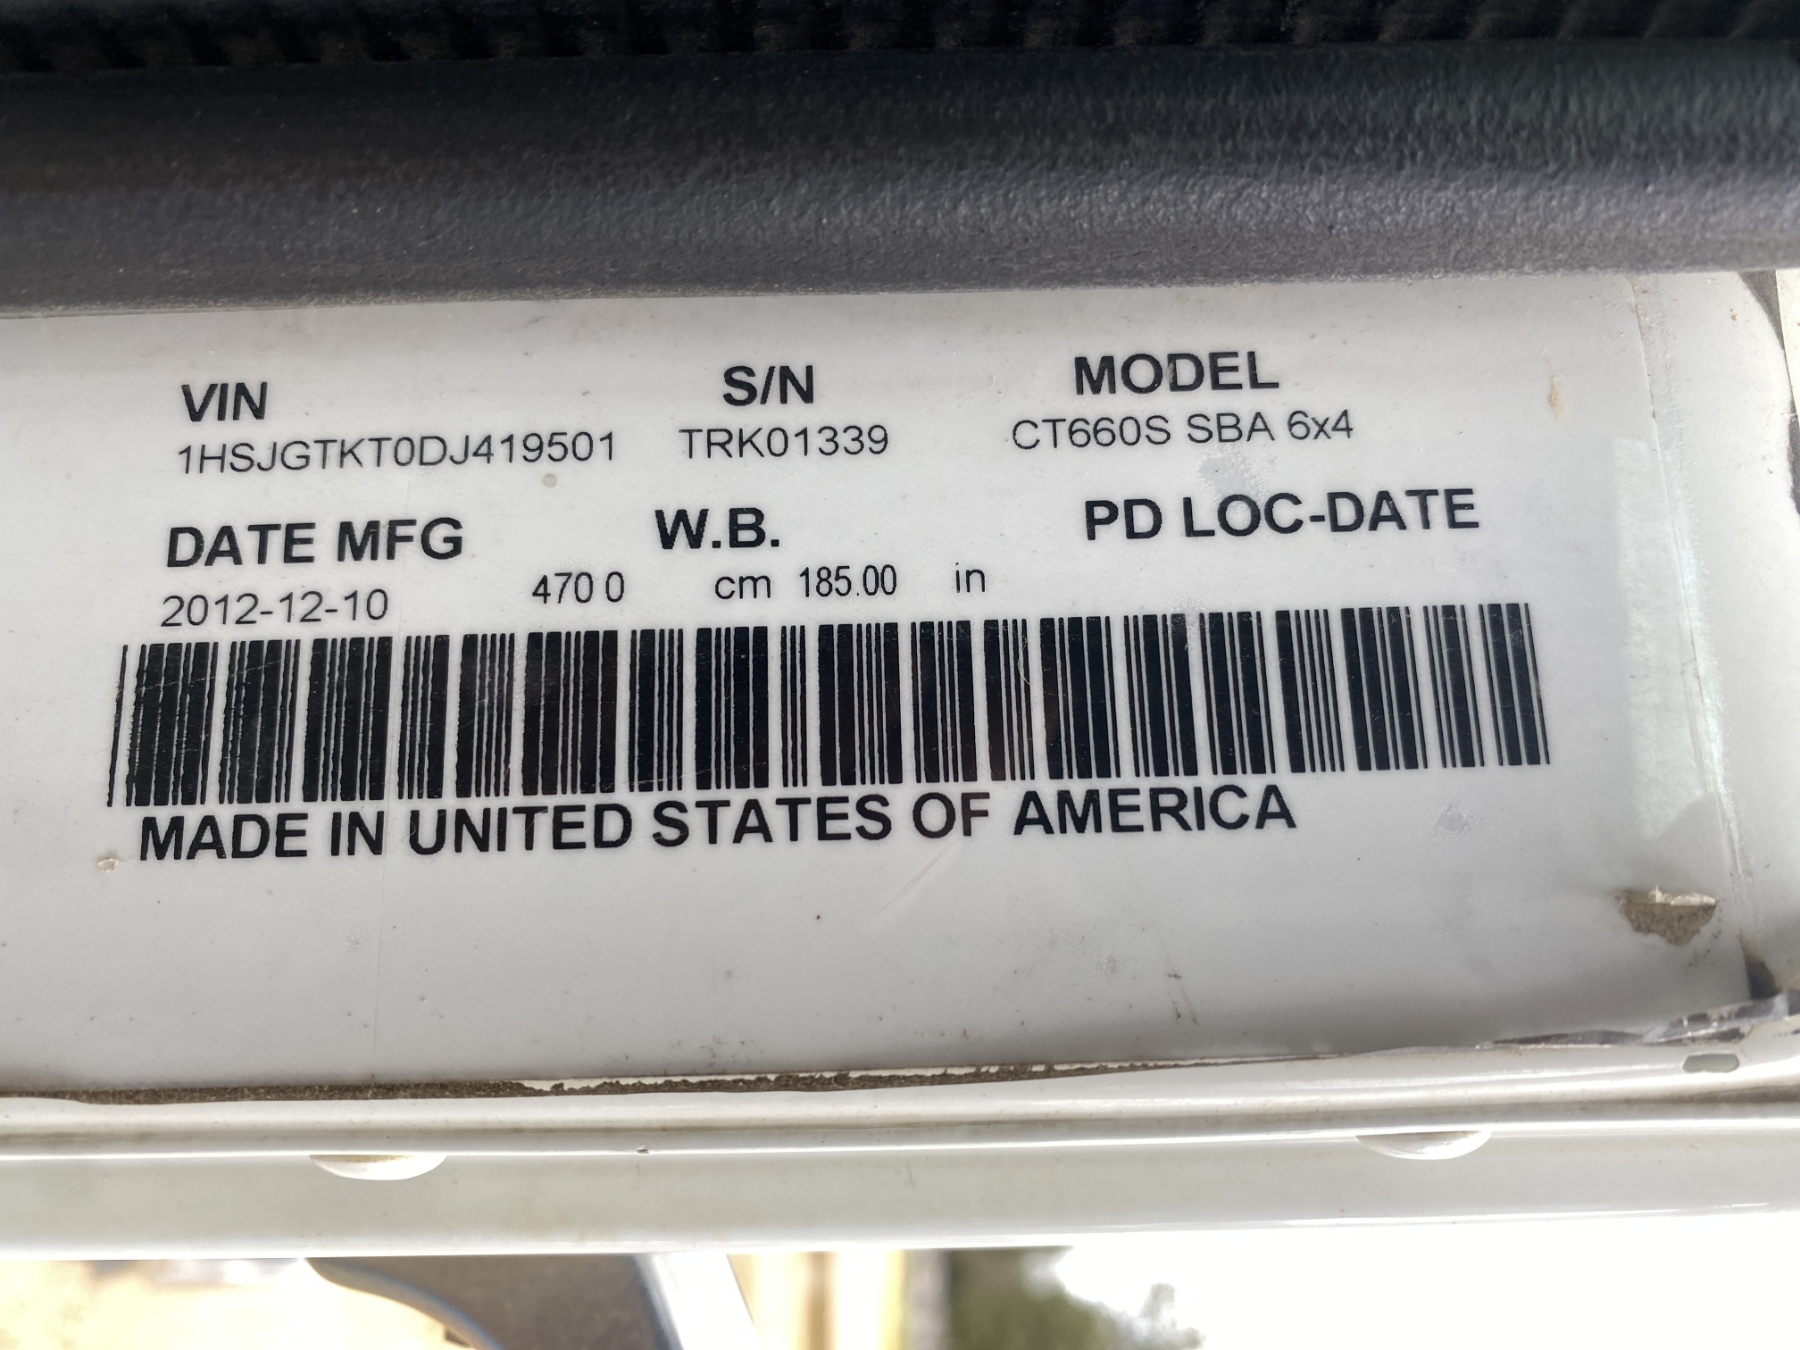 VIN S/N MODEL
1HSJGTKT0DJ419501 TRK01339 CT660S SBA 6x4
DATE MFG W.B. PD LOC-DATE
2012-12-10 470 0 cm 185.00 in
MADE IN UNITED STATES OF AMERICA